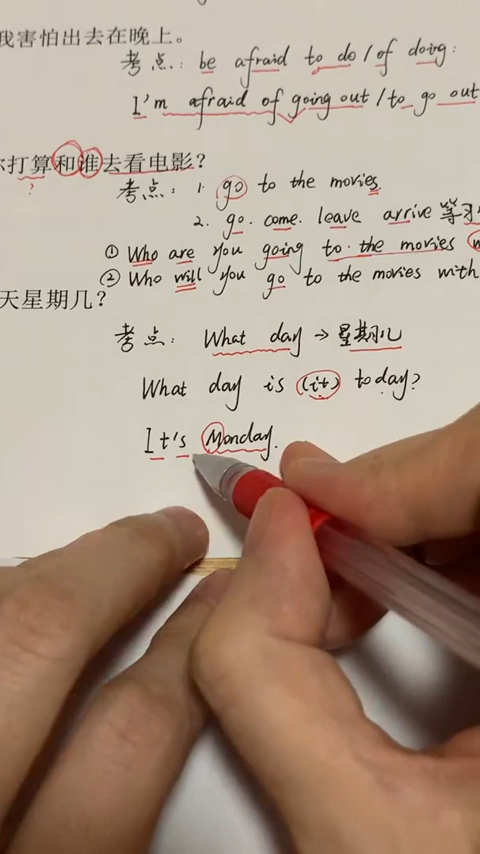 我害怕出去在晚上。
考点: be afraid to do / of doing:
I'm afraid of going out / to go out
你打算和谁去看电影?
考点: 1. go to the movies
2. go. come. leave arrive 等
① Who are you going to the movies
② Who will you go to the movies with
天星期几?
考点: What day → 星期几
What day is (it) today?
It's Monday.